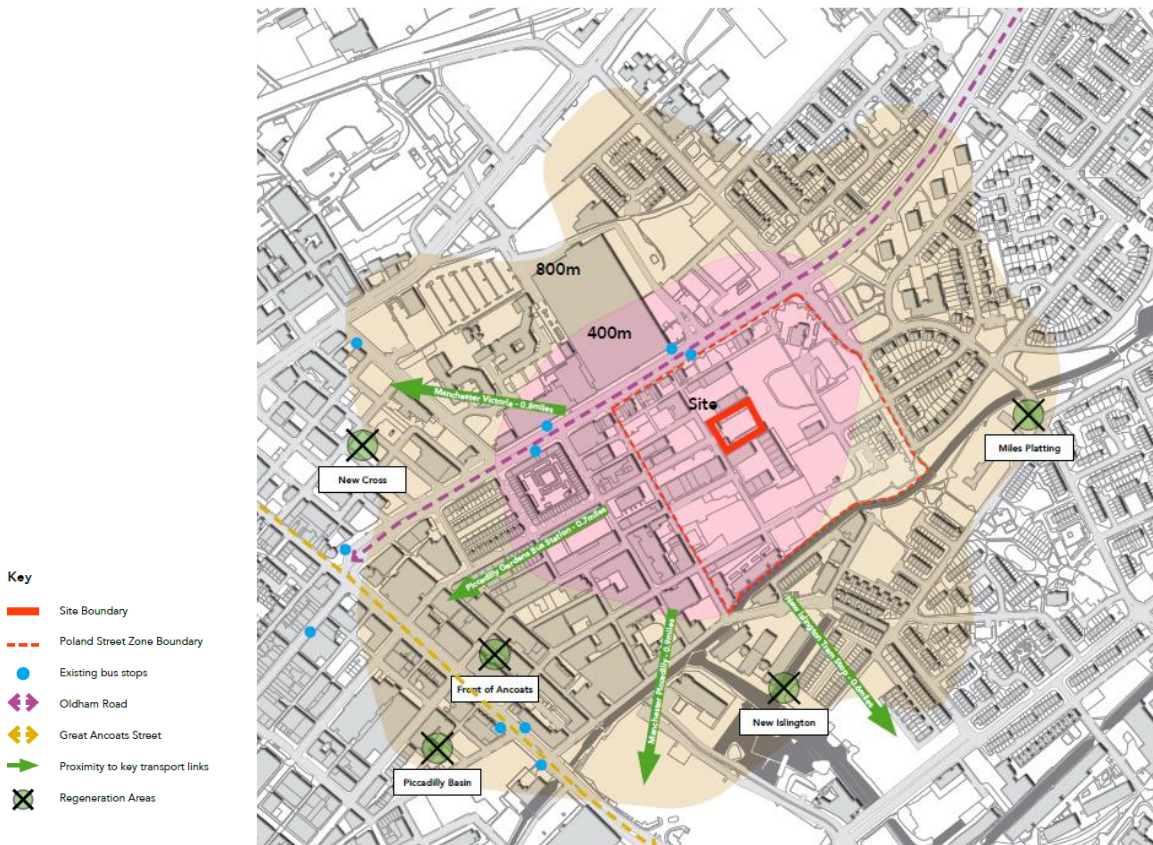 800m
400m
Site
Manchester Victoria - 0.8miles
New Cross
Miles Platting
Piccadilly Gardens Bus Station - 0.7miles
New Islington Tram Stop - 0.6miles
Manchester Piccadilly - 0.9miles
Front of Ancoats
New Islington
Piccadilly Basin
Key
Site Boundary
Poland Street Zone Boundary
Existing bus stops
Oldham Road
Great Ancoats Street
Proximity to key transport links
Regeneration Areas